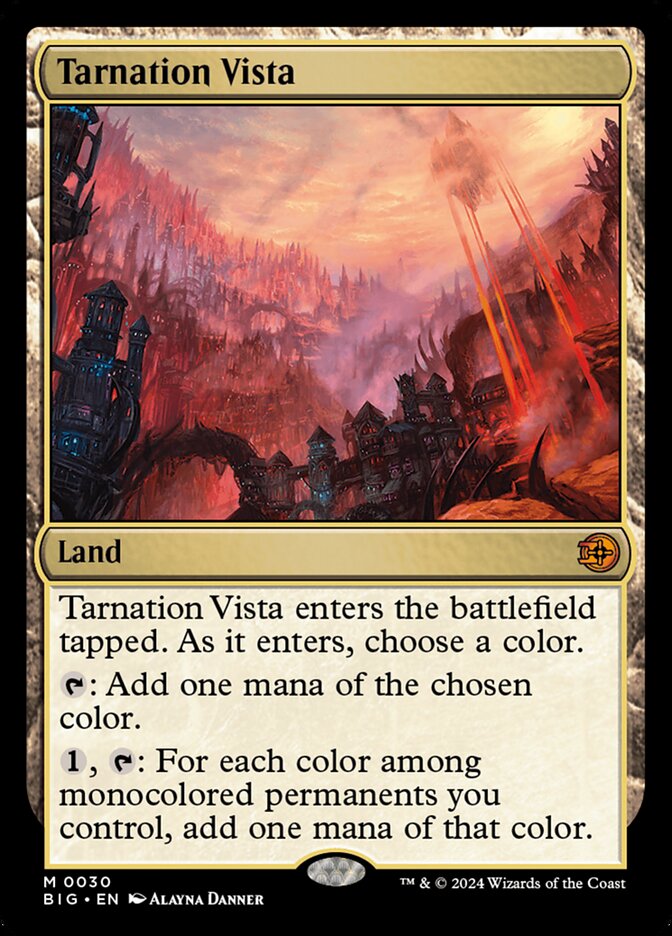 Tarnation Vista
Land
Tarnation Vista enters the battlefield
tapped. As it enters, choose a color.
: Add one mana of the chosen
color.
1, : For each color among
monocolored permanents you
control, add one mana of that color.
M 0030
BIG • EN Alayna Danner
™ & © 2024 Wizards of the Coast